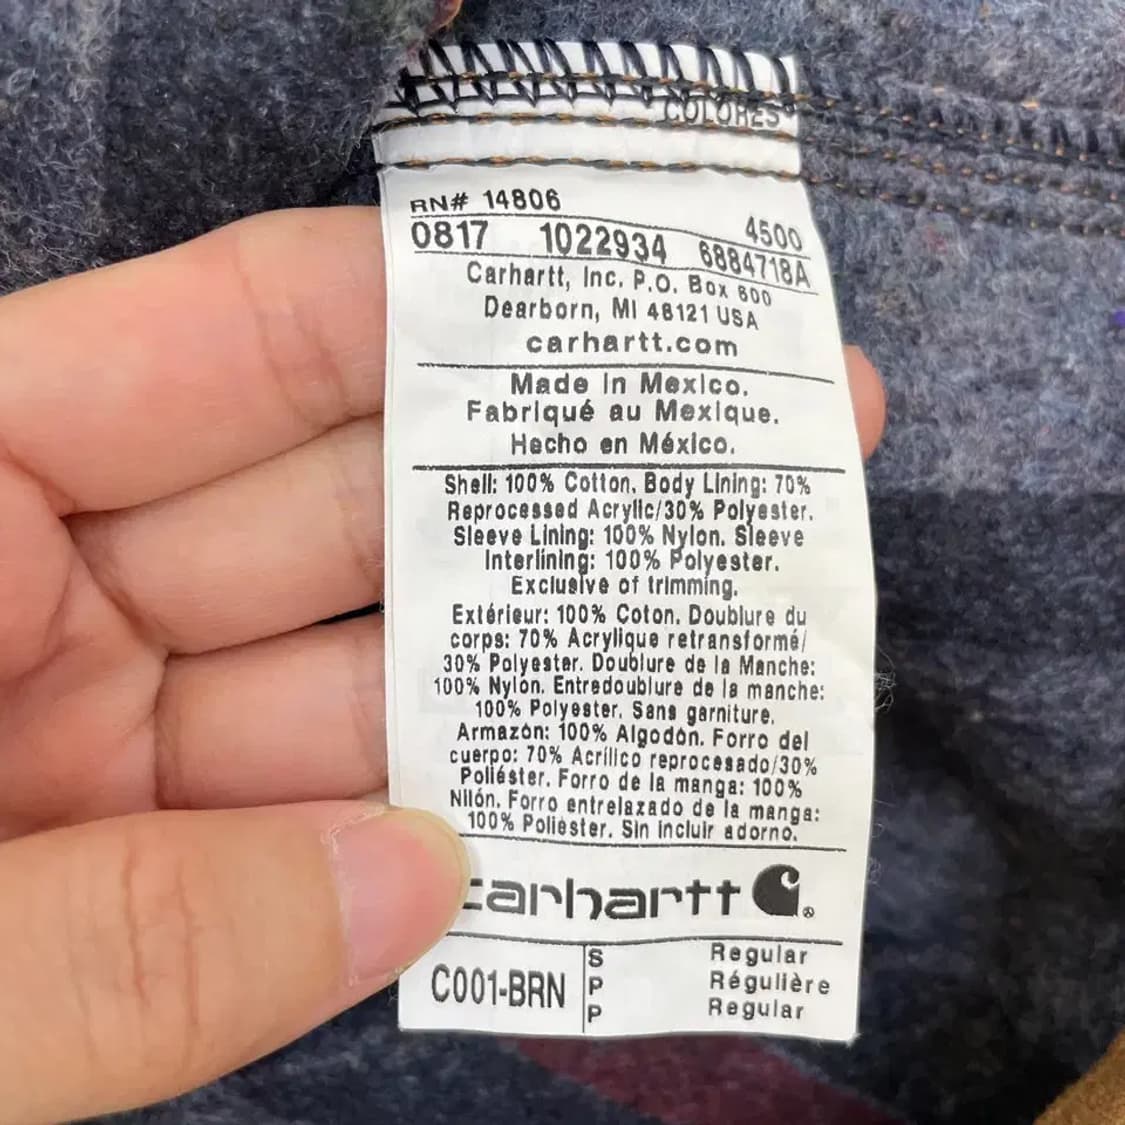 COLORES
RN# 14806
4500
0817 1022934 6884718A
Carhartt, Inc. P.O. Box 600
Dearborn, MI 48121 USA
carhartt.com
Made in Mexico.
Fabriqué au Mexique.
Hecho en México.
Shell: 100% Cotton. Body Lining: 70%
Reprocessed Acrylic/30% Polyester.
Sleeve Lining: 100% Nylon. Sleeve
Interlining: 100% Polyester.
Exclusive of trimming.
Extérieur: 100% Coton. Doublure du
corps: 70% Acrylique retransformé/
30% Polyester. Doublure de la Manche:
100% Nylon. Entredoublure de la manche:
100% Polyester. Sans garniture.
Armazón: 100% Algodón. Forro del
cuerpo: 70% Acrílico reprocesado/30%
Poliéster. Forro de la manga: 100%
Nilón. Forro entrelazado de la manga:
100% Poliéster. Sin incluir adorno.
carhartt ®
C001-BRN
S Regular
P Régulière
P Regular